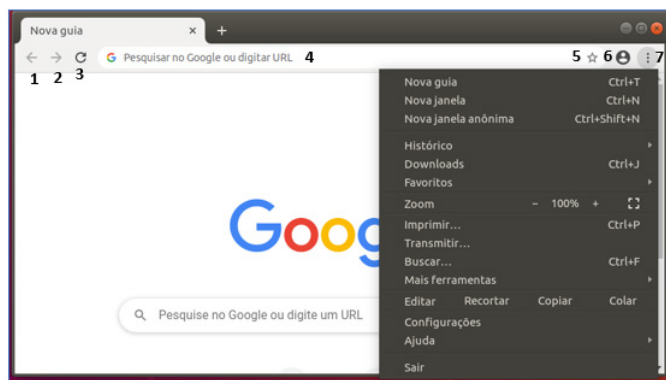 Nova guia × +
G Pesquisar no Google ou digitar URL 4 5 6 7
1 2 3
Nova guia Ctrl+T
Nova janela Ctrl+N
Nova janela anônima Ctrl+Shift+N
Histórico
Downloads Ctrl+J
Favoritos
Zoom - 100% +
Imprimir... Ctrl+P
Transmitir...
Buscar... Ctrl+F
Mais ferramentas
Editar Recortar Copiar Colar
Configurações
Ajuda
Sair
Goog
Pesquise no Google ou digite um URL